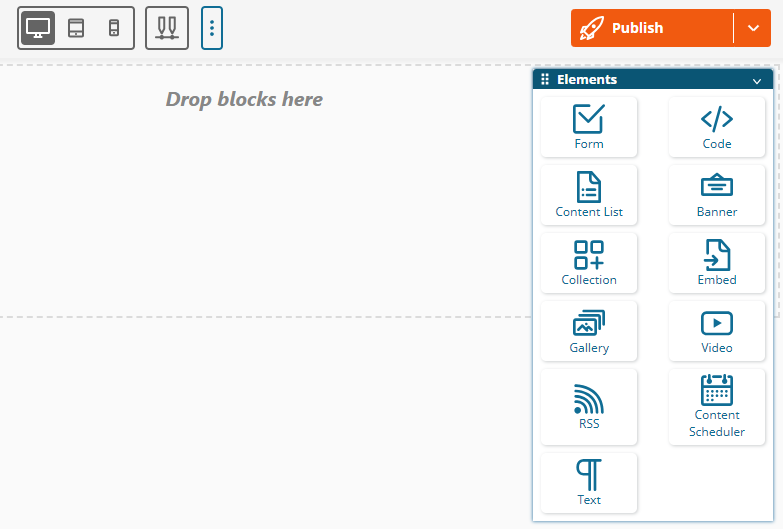 Publish
Elements
Drop blocks here
Form
Code
Content List
Banner
Collection
Embed
Gallery
Video
RSS
Content
Scheduler
Text